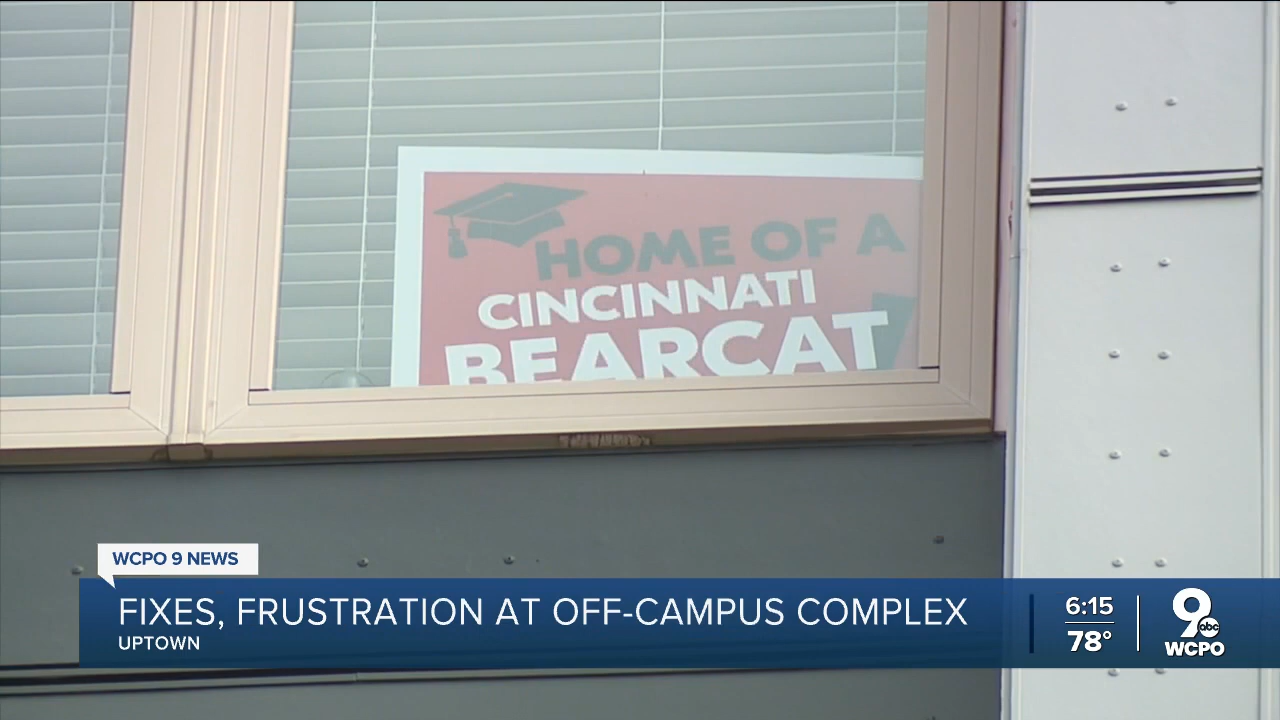 HOME OF A
CINCINNATI
BEARCAT
WCPO 9 NEWS
FIXES, FRUSTRATION AT OFF-CAMPUS COMPLEX
UPTOWN
6:15
78°
9 abc
WCPO